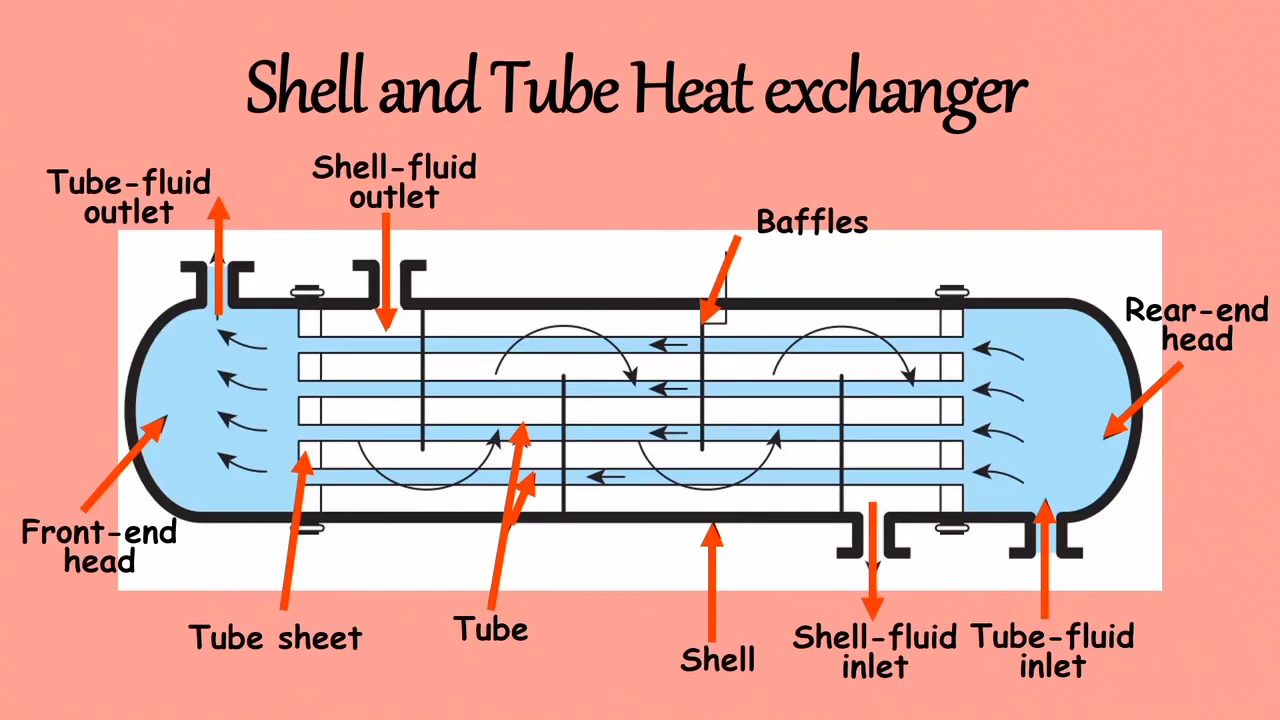 Shell and Tube Heat exchanger
Tube-fluid
outlet
Shell-fluid
outlet
Baffles
Rear-end
head
Front-end
head
Tube sheet
Tube
Shell
Shell-fluid
inlet
Tube-fluid
inlet